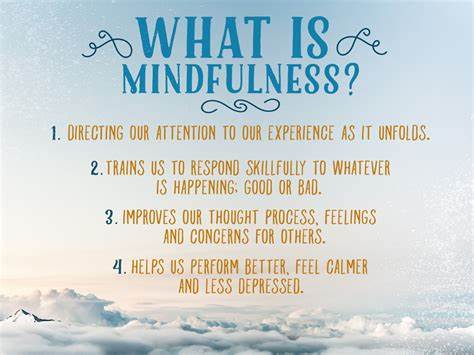 WHAT IS
MINDFULNESS?
1. DIRECTING OUR ATTENTION TO OUR EXPERIENCE AS IT UNFOLDS.
2. TRAINS US TO RESPOND SKILLFULLY TO WHATEVER
IS HAPPENING; GOOD OR BAD.
3. IMPROVES OUR THOUGHT PROCESS, FEELINGS
AND CONCERNS FOR OTHERS.
4. HELPS US PERFORM BETTER, FEEL CALMER
AND LESS DEPRESSED.